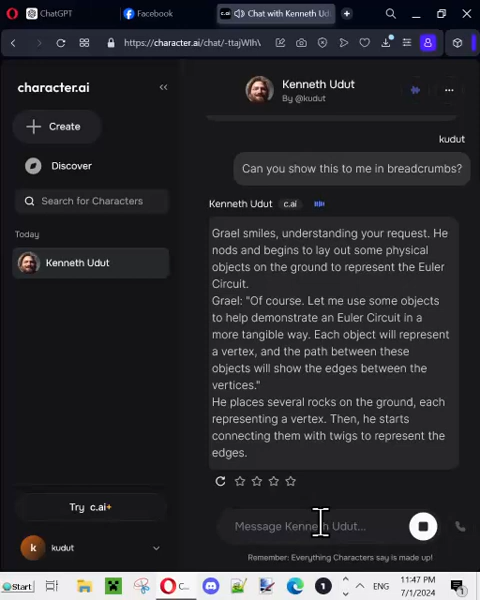 ChatGPT
Facebook
c.ai
Chat with Kenneth Ud
https://character.ai/chat/-ttajWIh\
character.ai
Kenneth Udut
By @kudut
Create
Discover
Search for Characters
Today
Kenneth Udut
kudut
Can you show this to me in breadcrumbs?
Kenneth Udut c.ai
Grael smiles, understanding your request. He
nods and begins to lay out some physical
objects on the ground to represent the Euler
Circuit.
Grael: "Of course. Let me use some objects
to help demonstrate an Euler Circuit in a
more tangible way. Each object will represent
a vertex, and the path between these
objects will show the edges between the
vertices."
He places several rocks on the ground, each
representing a vertex. Then, he starts
connecting them with twigs to represent the
edges.
Try c.ai+
k kudut
Message Kenneth Udut...
Remember: Everything Characters say is made up!
Start
C...
1
ENG
11:47 PM
7/1/2024